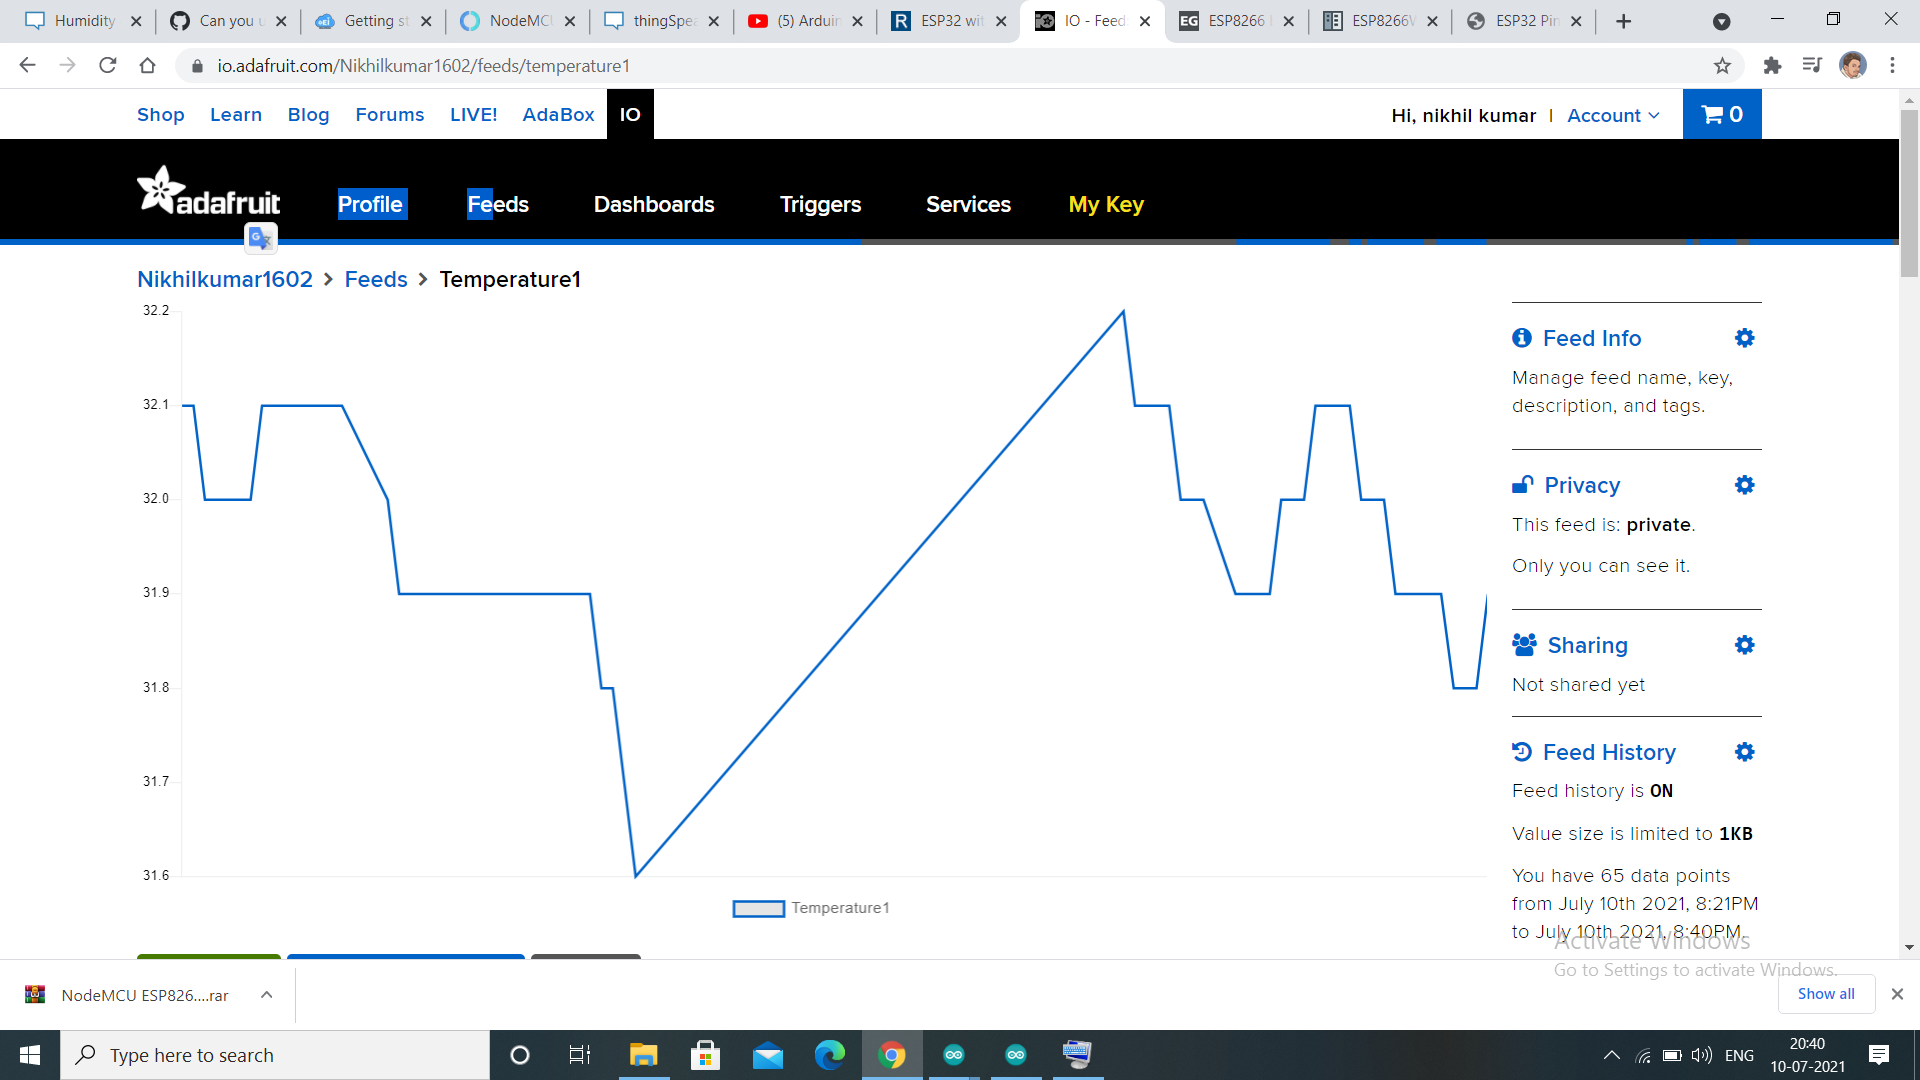 Humidity
Can you u
Getting st
NodeMCU
thingSpea
(5) Arduin
ESP32 wit
IO - Feed
ESP8266
ESP8266W
ESP32 Pin
io.adafruit.com/Nikhilkumar1602/feeds/temperature1
Shop Learn Blog Forums LIVE! AdaBox IO
Hi, nikhil kumar | Account 0
adafruit Profile Feeds Dashboards Triggers Services My Key
Nikhilkumar1602 > Feeds > Temperature1
32.2
32.1
32.0
31.9
31.8
31.7
31.6
Temperature1
Feed Info
Manage feed name, key,
description, and tags.
Privacy
This feed is: private.
Only you can see it.
Sharing
Not shared yet
Feed History
Feed history is ON
Value size is limited to 1KB
You have 65 data points
from July 10th 2021, 8:21PM
to July 10th 2021, 8:40PM.
Activate Windows
Go to Settings to activate Windows.
NodeMCU ESP826....rar
Show all
Type here to search
ENG
20:40
10-07-2021